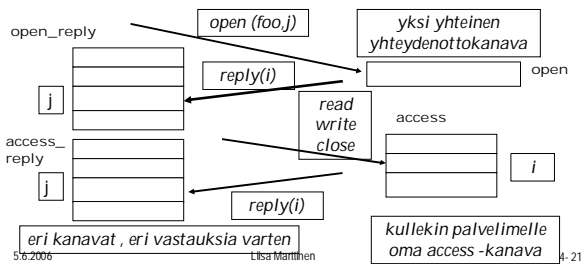 open_reply
open (foo,j)
yksi yhteinen
yhteydenottokanava
open
reply(i)
j
read
write
close
access
access_
reply
j
i
reply(i)
eri kanavat , eri vastauksia varten
kullekin palvelimelle
oma access -kanava
5.6.2006
Liisa Marttinen
4- 21